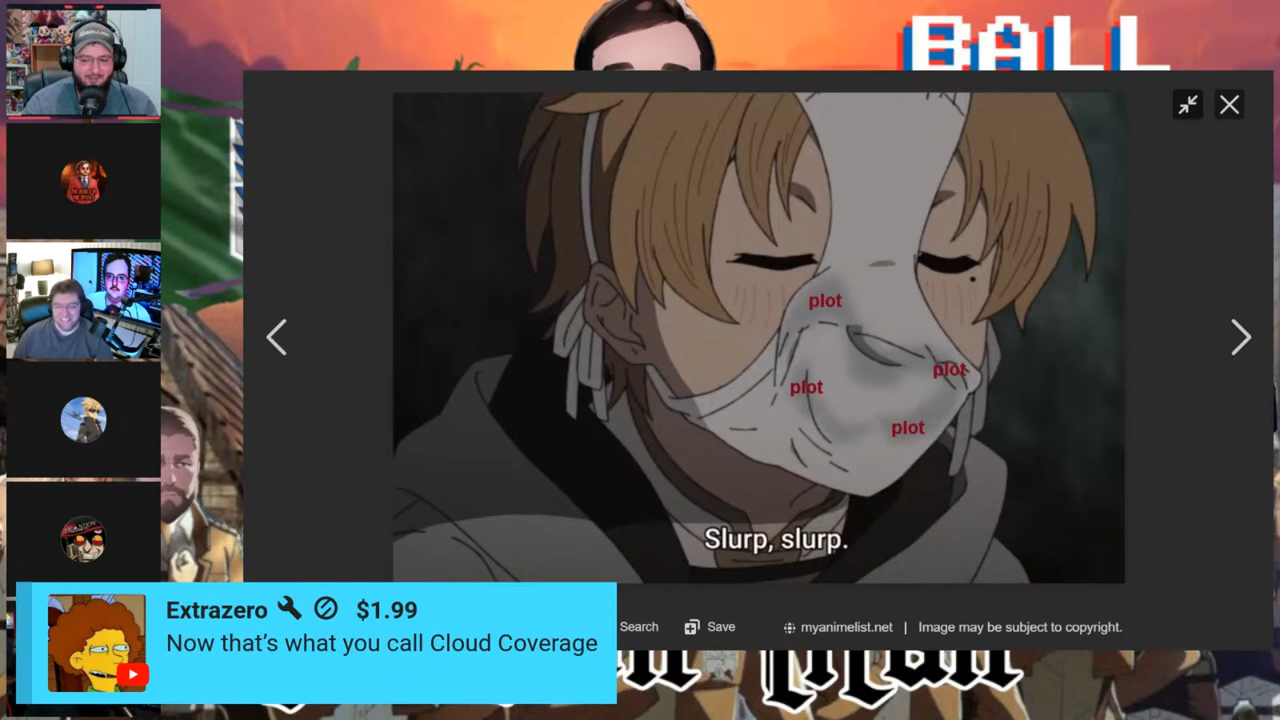 BALL
plot
plot
plot
plot
Slurp, slurp.
Search
Save
myanimelist.net | Image may be subject to copyright.
Extrazero $1.99
Now that's what you call Cloud Coverage